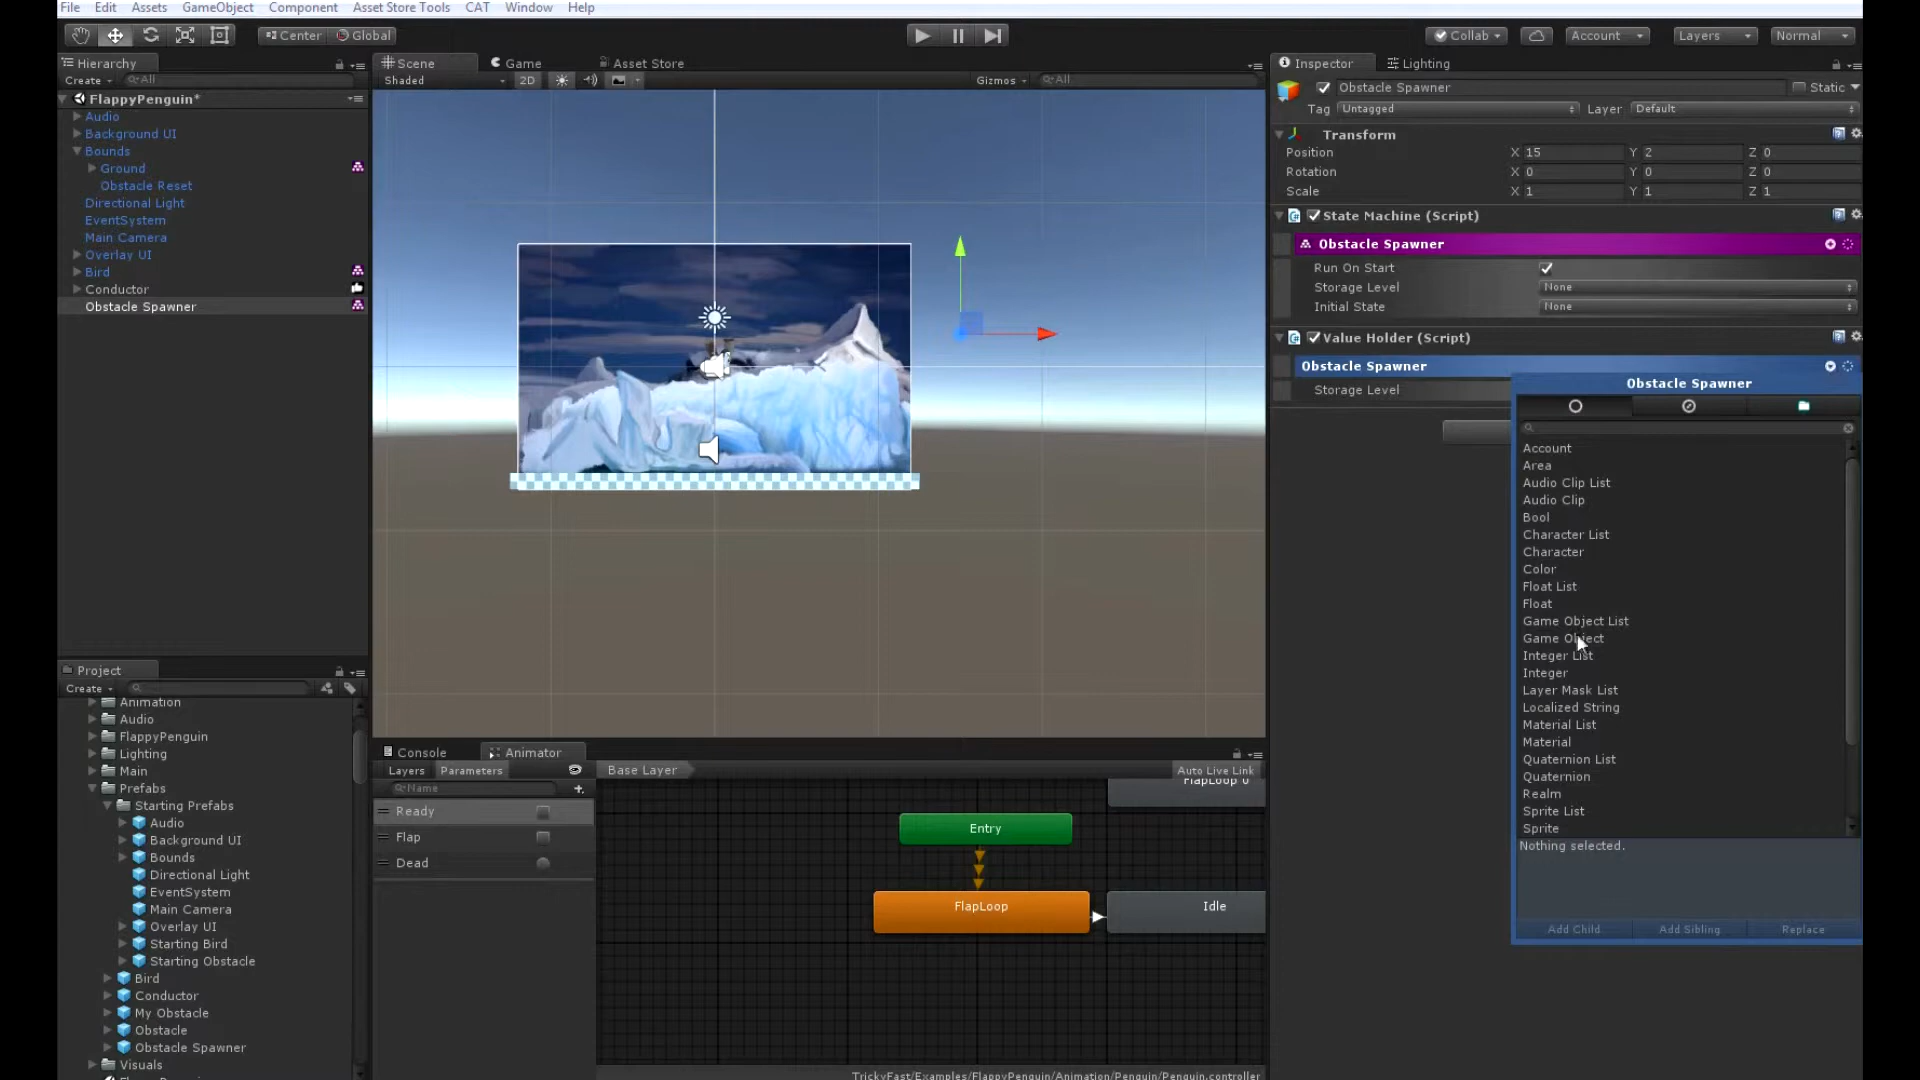 File Edit Assets GameObject Component Asset Store Tools CAT Window Help
Center Global Collab Account Layers Normal
Hierarchy
Create All
FlappyPenguin*
Audio
Background UI
Bounds
Ground
Obstacle Reset
Directional Light
EventSystem
Main Camera
Overlay UI
Bird
Conductor
Obstacle Spawner
Project
Create
Animation
Audio
FlappyPenguin
Lighting
Main
Prefabs
Starting Prefabs
Audio
Background UI
Bounds
Directional Light
EventSystem
Main Camera
Overlay UI
Starting Bird
Starting Obstacle
Bird
Conductor
My Obstacle
Obstacle
Obstacle Spawner
Visuals
Scene Game Asset Store
Shaded 2D Gizmos All
Console Animator
Layers Parameters Base Layer Auto Live Link
Name
Ready
Flap
Dead
FlapLoop 0
Entry
FlapLoop
Idle
TrickyFast/Examples/FlappyPenguin/Animation/Penguin/Penguin.controller
Inspector Lighting
Obstacle Spawner Static
Tag Untagged Layer Default
Transform
Position X 15 Y 2 Z 0
Rotation X 0 Y 0 Z 0
Scale X 1 Y 1 Z 1
State Machine (Script)
Obstacle Spawner
Run On Start
Storage Level None
Initial State None
Value Holder (Script)
Obstacle Spawner
Storage Level
Obstacle Spawner
Account
Area
Audio Clip List
Audio Clip
Bool
Character List
Character
Color
Float List
Float
Game Object List
Game Object
Integer List
Integer
Layer Mask List
Localized String
Material List
Material
Quaternion List
Quaternion
Realm
Sprite List
Sprite
Nothing selected.
Add Child Add Sibling Replace